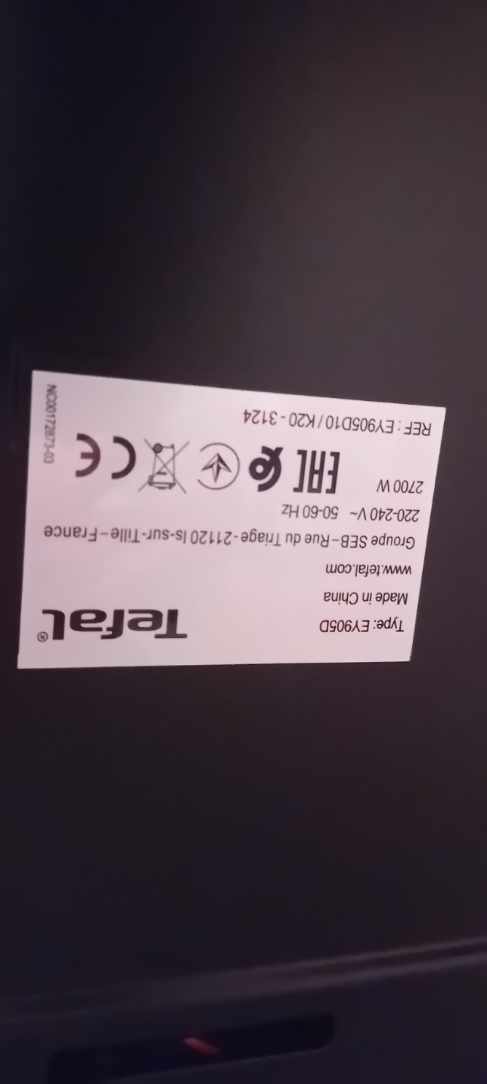 Tefal®
Type: EY905D
Made in China
www.tefal.com
Groupe SEB-Rue du Triage-21120 Is-sur-Tille-France
220-240 V~ 50-60 Hz
2700 W
EAC
CE
REF: EY905D10 / K20 - 3124
NC00172873-03